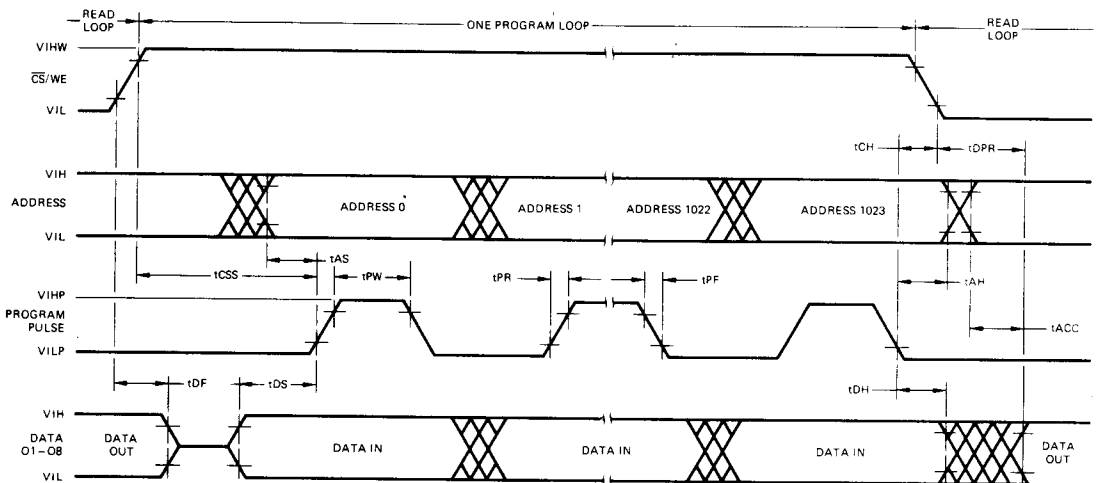 READ
LOOP
ONE PROGRAM LOOP
READ
LOOP
VIHW
CS/WE
VIL
tCH
tDPR
VIH
ADDRESS
VIL
ADDRESS 0
ADDRESS 1
ADDRESS 1022
ADDRESS 1023
tCSS
tAS
tPW
tPR
tPF
tAH
VIHP
PROGRAM
PULSE
VILP
tACC
tDF
tDS
tDH
VIH
DATA
O1-O8
VIL
DATA
OUT
DATA IN
DATA IN
DATA IN
DATA
OUT